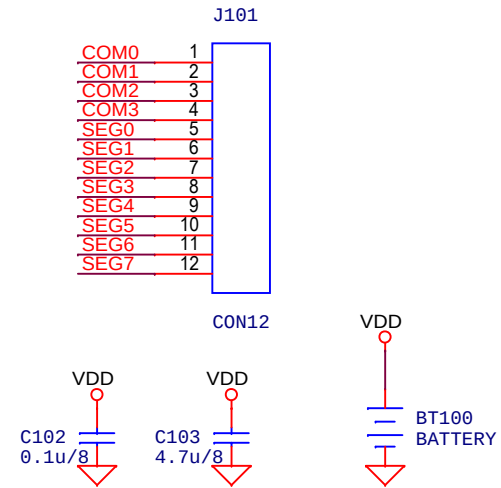 J101
COM0 1
COM1 2
COM2 3
COM3 4
SEG0 5
SEG1 6
SEG2 7
SEG3 8
SEG4 9
SEG5 10
SEG6 11
SEG7 12
CON12
VDD
VDD
VDD
C102
0.1u/8
C103
4.7u/8
BT100
BATTERY